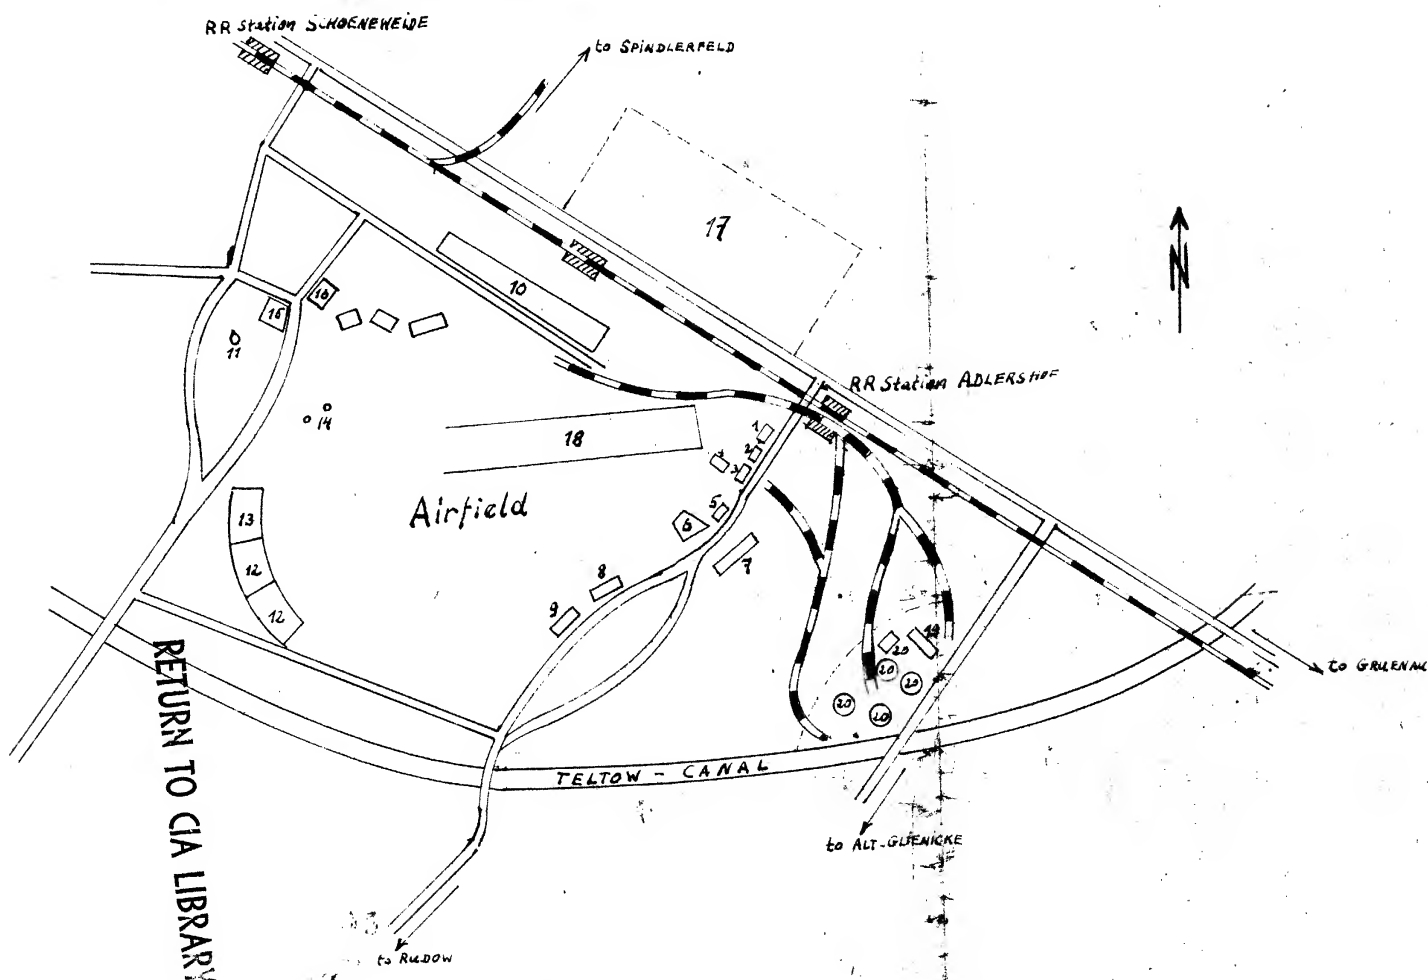 RR Station SCHOENEWEIDE
to SPINDLERFELD
17
N
10
16
15
11
14
RR Station ADLERSHOF
18
1
2
4
3
5
6
Airfield
13
7
12
8
12
9
19
20
20
20
20
20
to GRUENAU
TELTOW - CANAL
to ALT-GLIENICKE
to RUDOW
RETURN TO CIA LIBRARY